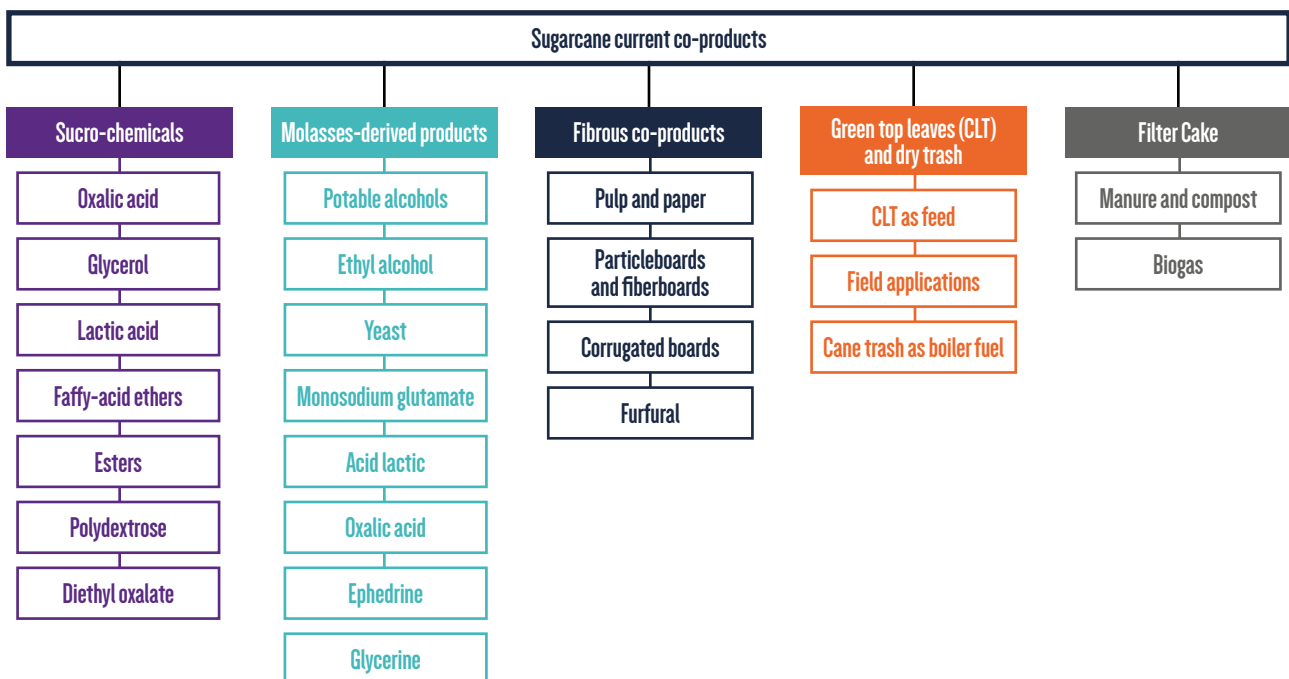 Sugarcane current co-products
Sucro-chemicals
Oxalic acid
Glycerol
Lactic acid
Faffy-acid ethers
Esters
Polydextrose
Diethyl oxalate
Molasses-derived products
Potable alcohols
Ethyl alcohol
Yeast
Monosodium glutamate
Acid lactic
Oxalic acid
Ephedrine
Glycerine
Fibrous co-products
Pulp and paper
Particleboards
and fiberboards
Corrugated boards
Furfural
Green top leaves (CLT)
and dry trash
CLT as feed
Field applications
Cane trash as boiler fuel
Filter Cake
Manure and compost
Biogas